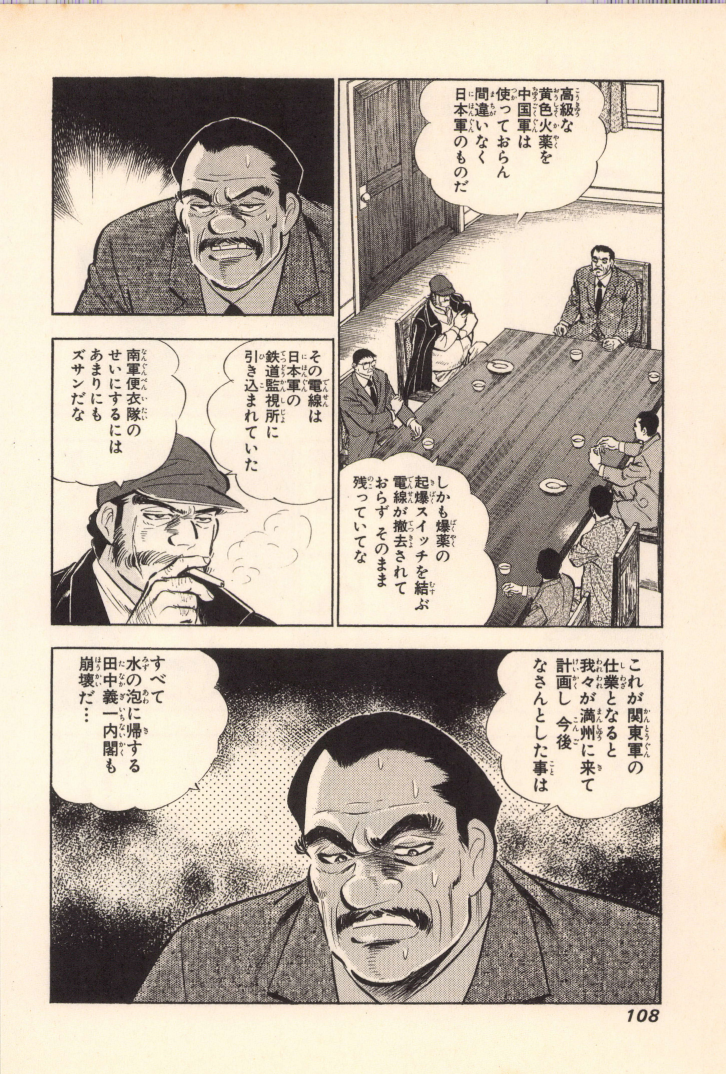 高級な
黄色火薬を
中国軍は
使っておらん
間違いなく
日本軍のものだ
しかも爆薬の
起爆スイッチを結ぶ
電線が撤去されて
おらず そのまま
残っていてな
その電線は
日本軍の
鉄道監視所に
引き込まれていた
南軍便衣隊の
せいにするには
あまりにも
ズサンだな
これが関東軍の
仕業となると
我々が満州に来て
計画し 今後
なさんとした事は
すべて
水の泡に帰する
田中義一内閣も
崩壊だ…
108